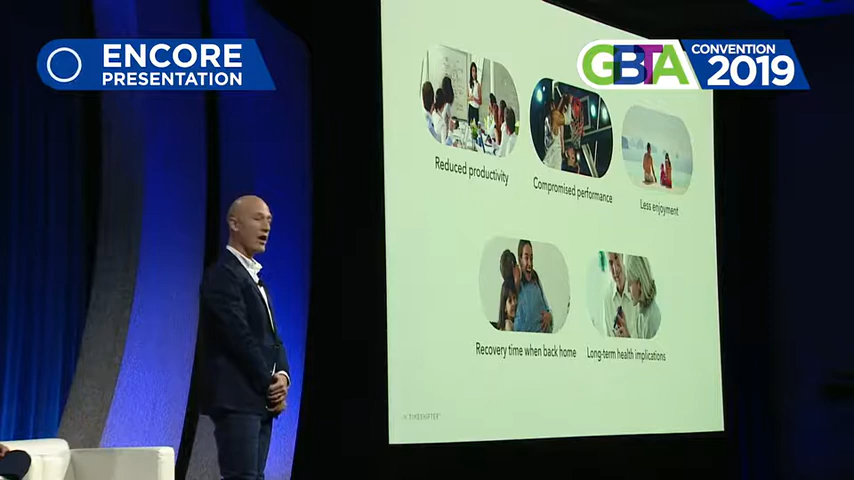 ENCORE
PRESENTATION
GBTA
CONVENTION
2019
Reduced productivity
Compromised performance
Less enjoyment
Recovery time when back home
Long-term health implications
TIMESHIFTER